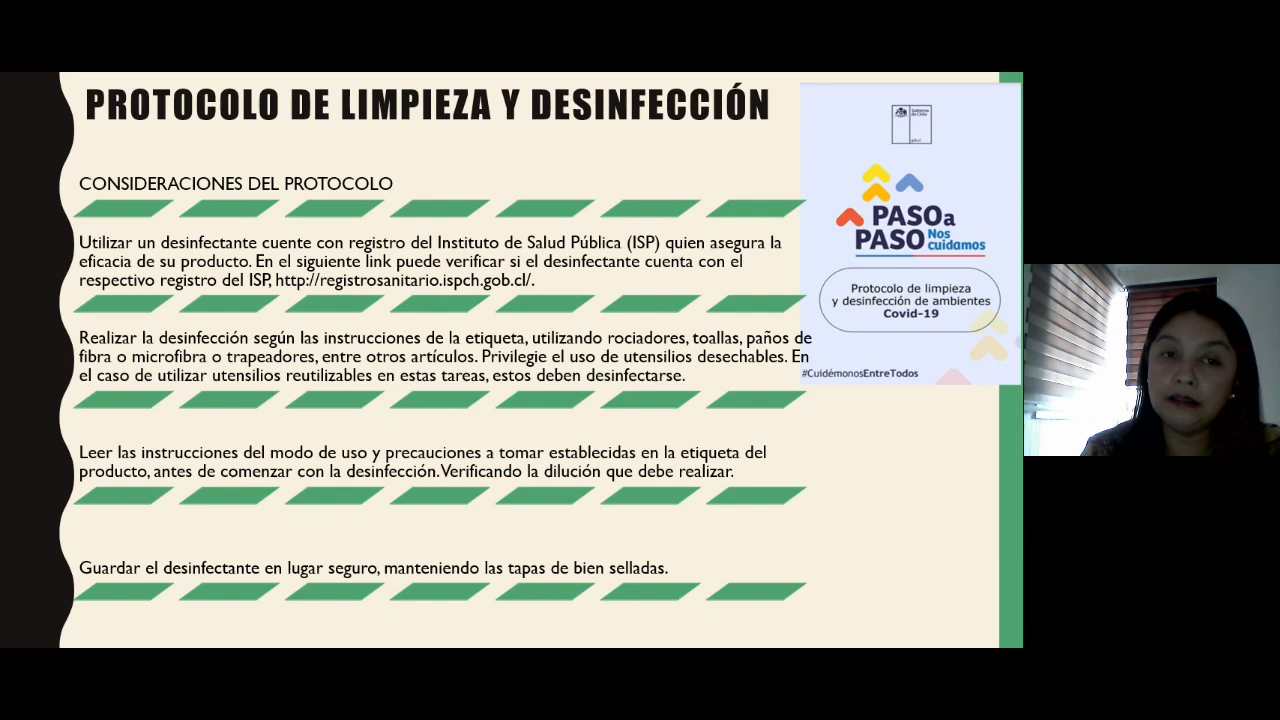 PROTOCOLO DE LIMPIEZA Y DESINFECCIÓN
CONSIDERACIONES DEL PROTOCOLO
Utilizar un desinfectante cuente con registro del Instituto de Salud Pública (ISP) quien asegura la
eficacia de su producto. En el siguiente link puede verificar si el desinfectante cuenta con el
respectivo registro del ISP, http://registrosanitario.ispch.gob.cl/.
Realizar la desinfección según las instrucciones de la etiqueta, utilizando rociadores, toallas, paños de
fibra o microfibra o trapeadores, entre otros artículos. Privilegie el uso de utensilios desechables. En
el caso de utilizar utensilios reutilizables en estas tareas, estos deben desinfectarse.
Leer las instrucciones del modo de uso y precauciones a tomar establecidas en la etiqueta del
producto, antes de comenzar con la desinfección. Verificando la dilución que debe realizar.
Guardar el desinfectante en lugar seguro, manteniendo las tapas de bien selladas.
Gobierno
de Chile
PASO a
PASO Nos
cuidamos
Protocolo de limpieza
y desinfección de ambientes
Covid-19
#CuidémonosEntreTodos